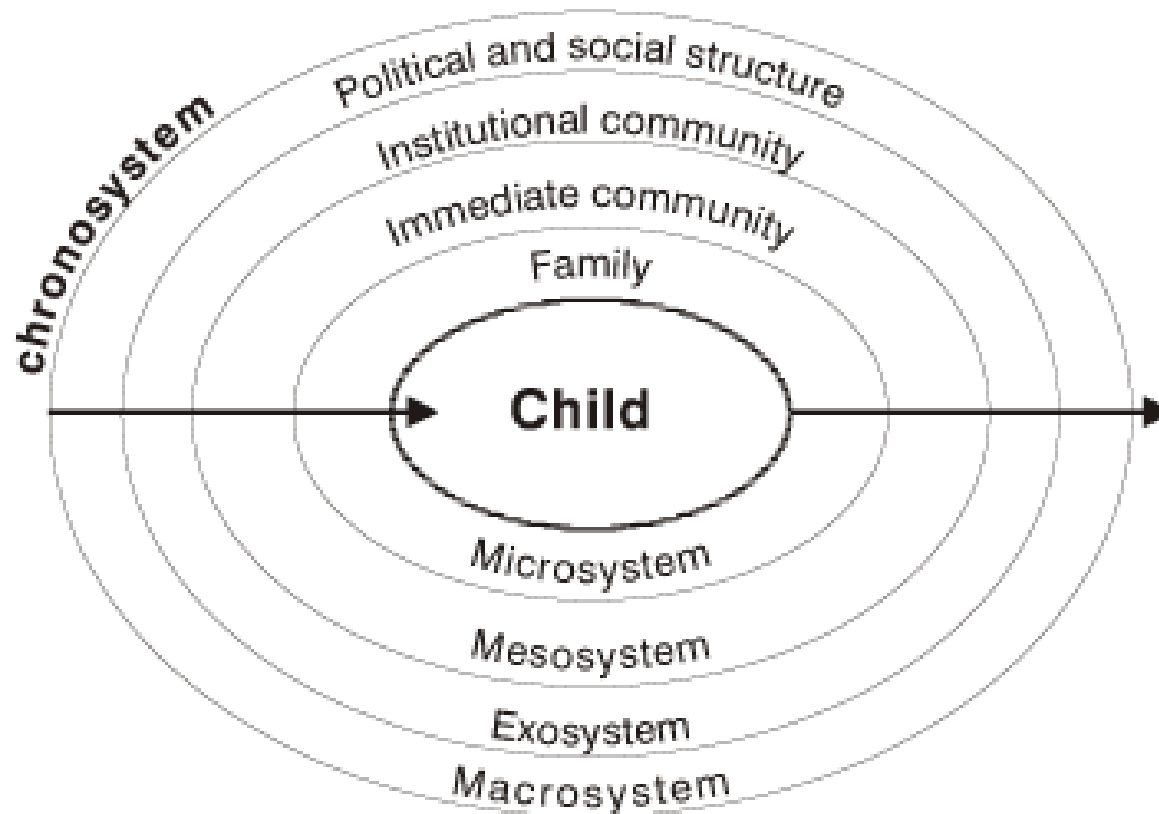 Political and social structure
chronosystem
Institutional community
Immediate community
Family
Child
Microsystem
Mesosystem
Exosystem
Macrosystem